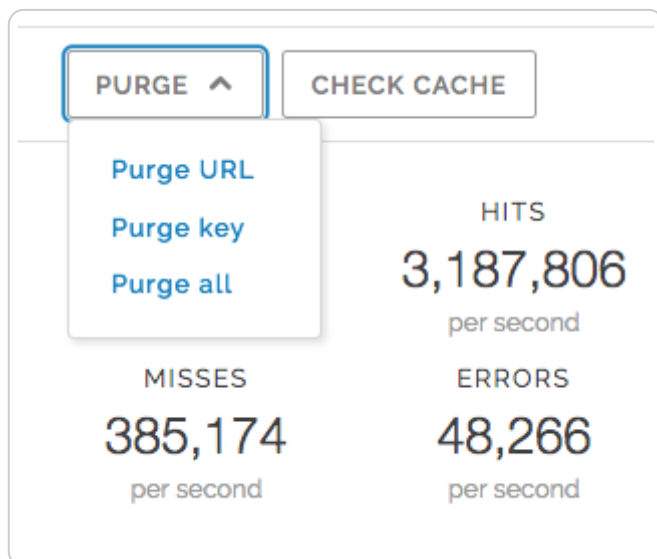 PURGE
CHECK CACHE
Purge URL
Purge key
Purge all
HITS
3,187,806
per second
MISSES
385,174
per second
ERRORS
48,266
per second